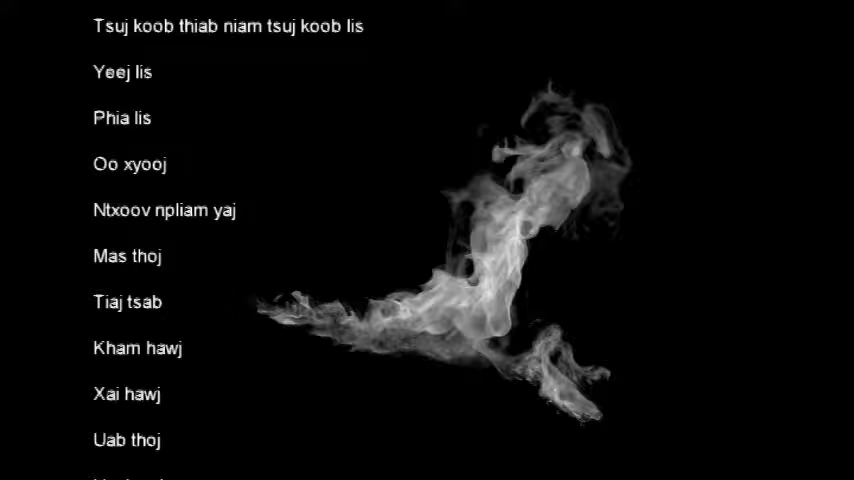 Tsuj koob thiab niam tsuj koob lis
Yeej lis
Phia lis
Oo xyooj
Ntxoov npliam yaj
Mas thoj
Tiaj tsab
Kham hawj
Xai hawj
Uab thoj